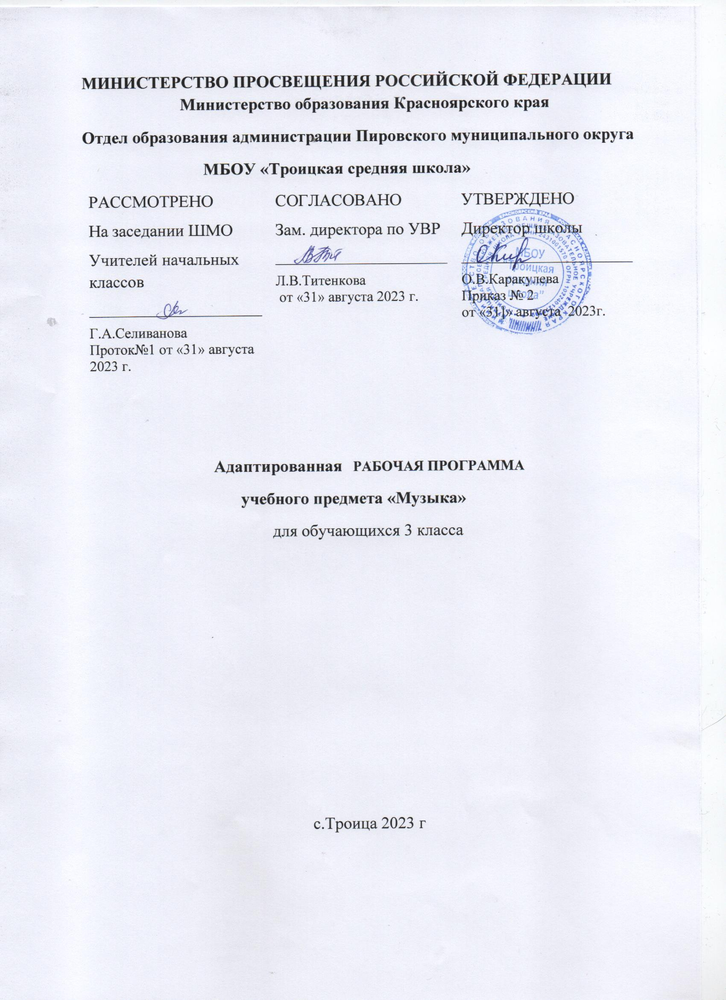 МИНИСТЕРСТВО ПРОСВЕЩЕНИЯ РОССИЙСКОЙ ФЕДЕРАЦИИ
Министерство образования Красноярского края
Отдел образования администрации Пировского муниципального округа
МБОУ «Троицкая средняя школа»
РАССМОТРЕНО
На заседании ШМО
Учителей начальных
классов
Г.А.Селиванова
Проток№1 от «31» августа
2023 г.
СОГЛАСОВАНО
Зам. директора по УВР
Л.В.Титенкова
от «31» августа 2023 г.
УТВЕРЖДЕНО
Директор школы
О.В.Каракулева
Приказ № 2
от «31]» августа 2023г.
МБОУ
Троицкая
средняя
школа”
Адаптированная РАБОЧАЯ ПРОГРАММА
учебного предмета «Музыка»
для обучающихся 3 класса
с.Троица 2023 г